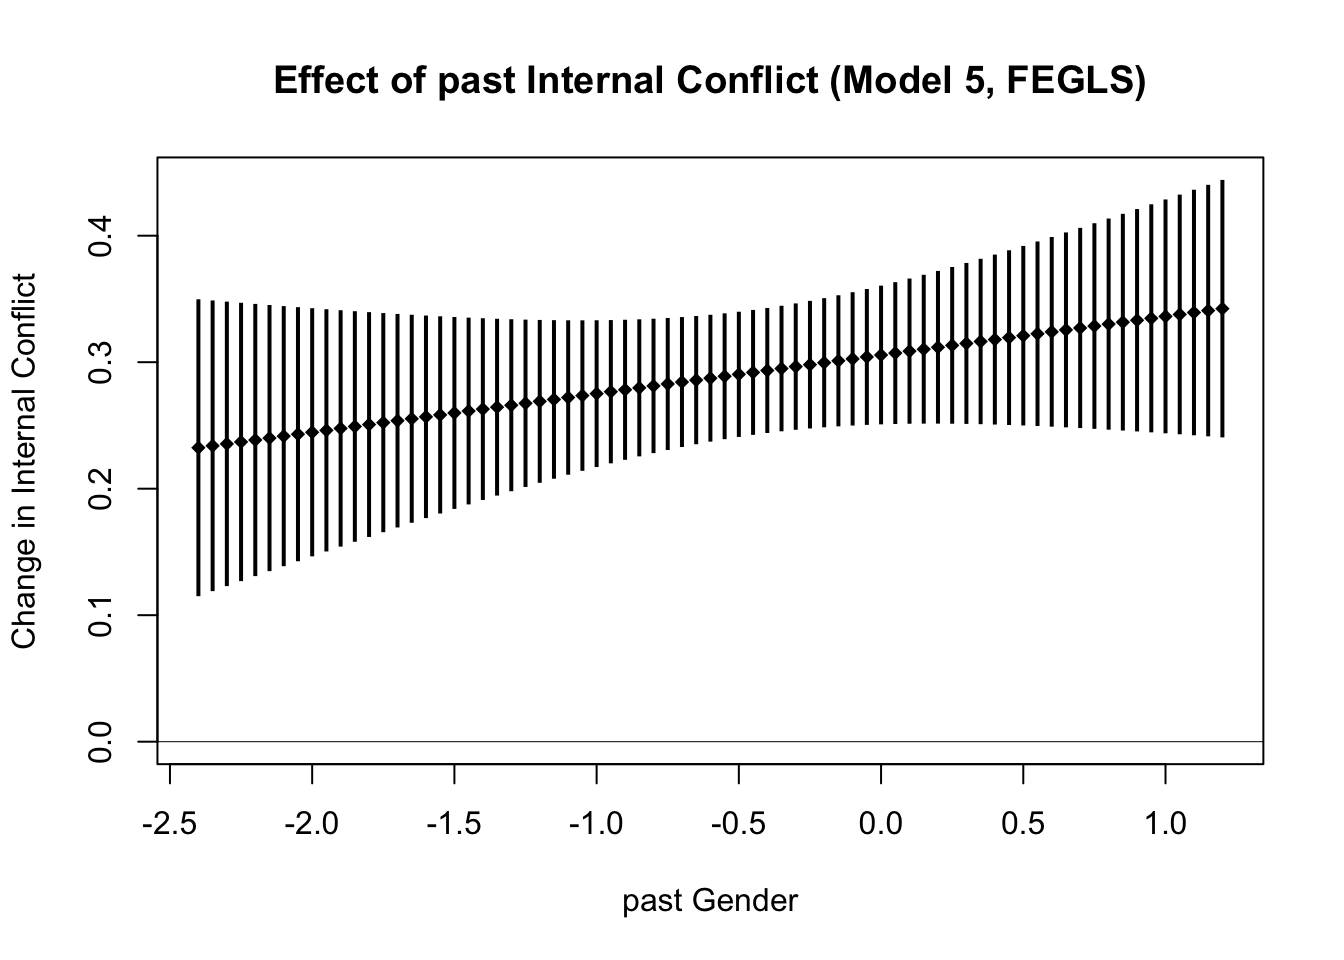 Effect of past Internal Conflict (Model 5, FEGLS)
Change in Internal Conflict
0.4
0.3
0.2
0.1
0.0
-2.5 -2.0 -1.5 -1.0 -0.5 0.0 0.5 1.0
past Gender